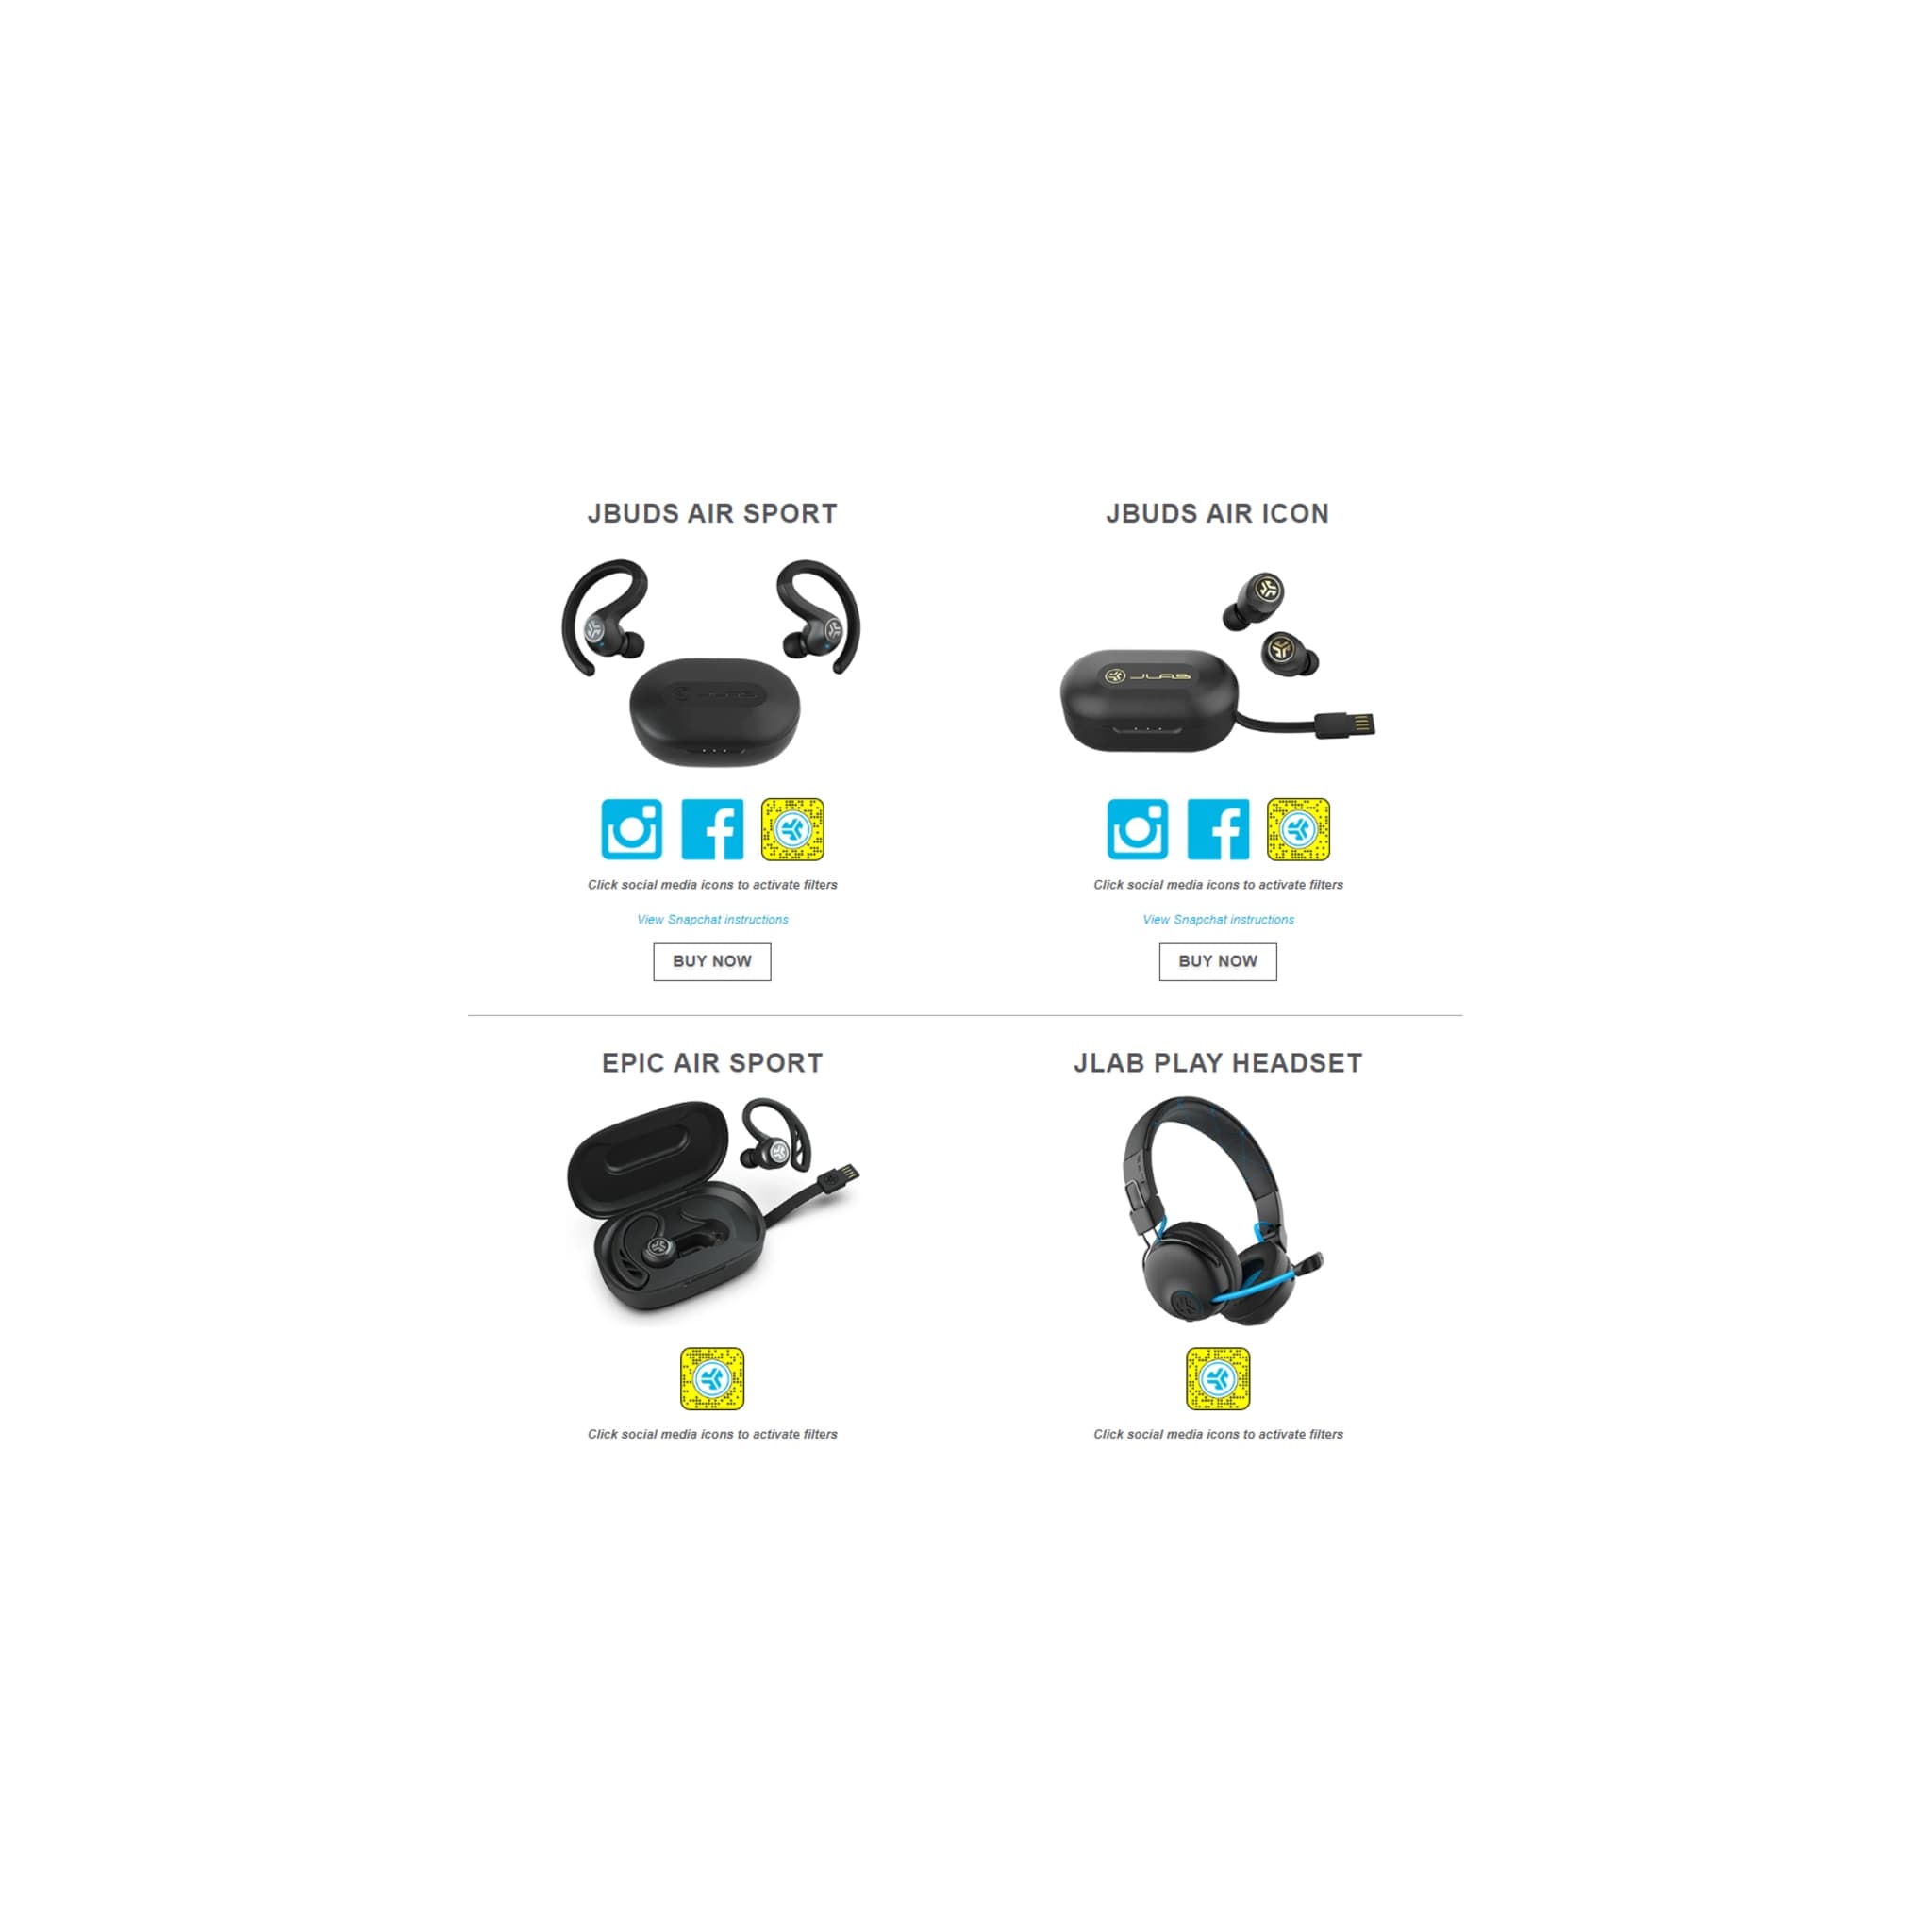 JBUDS AIR SPORT
JBUDS AIR ICON
JLAB
Click social media icons to activate filters
Click social media icons to activate filters
View Snapchat instructions
View Snapchat instructions
BUY NOW
BUY NOW
EPIC AIR SPORT
JLAB PLAY HEADSET
Click social media icons to activate filters
Click social media icons to activate filters